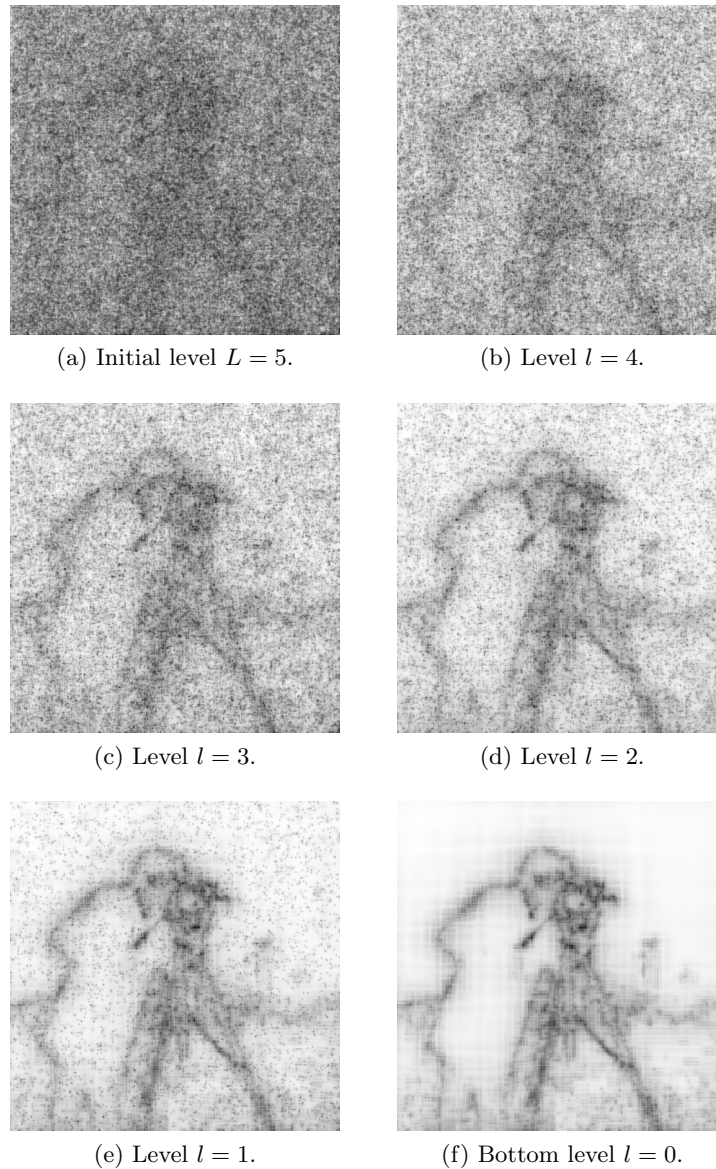 (a) Initial level L = 5.
(b) Level l = 4.
(c) Level l = 3.
(d) Level l = 2.
(e) Level l = 1.
(f) Bottom level l = 0.